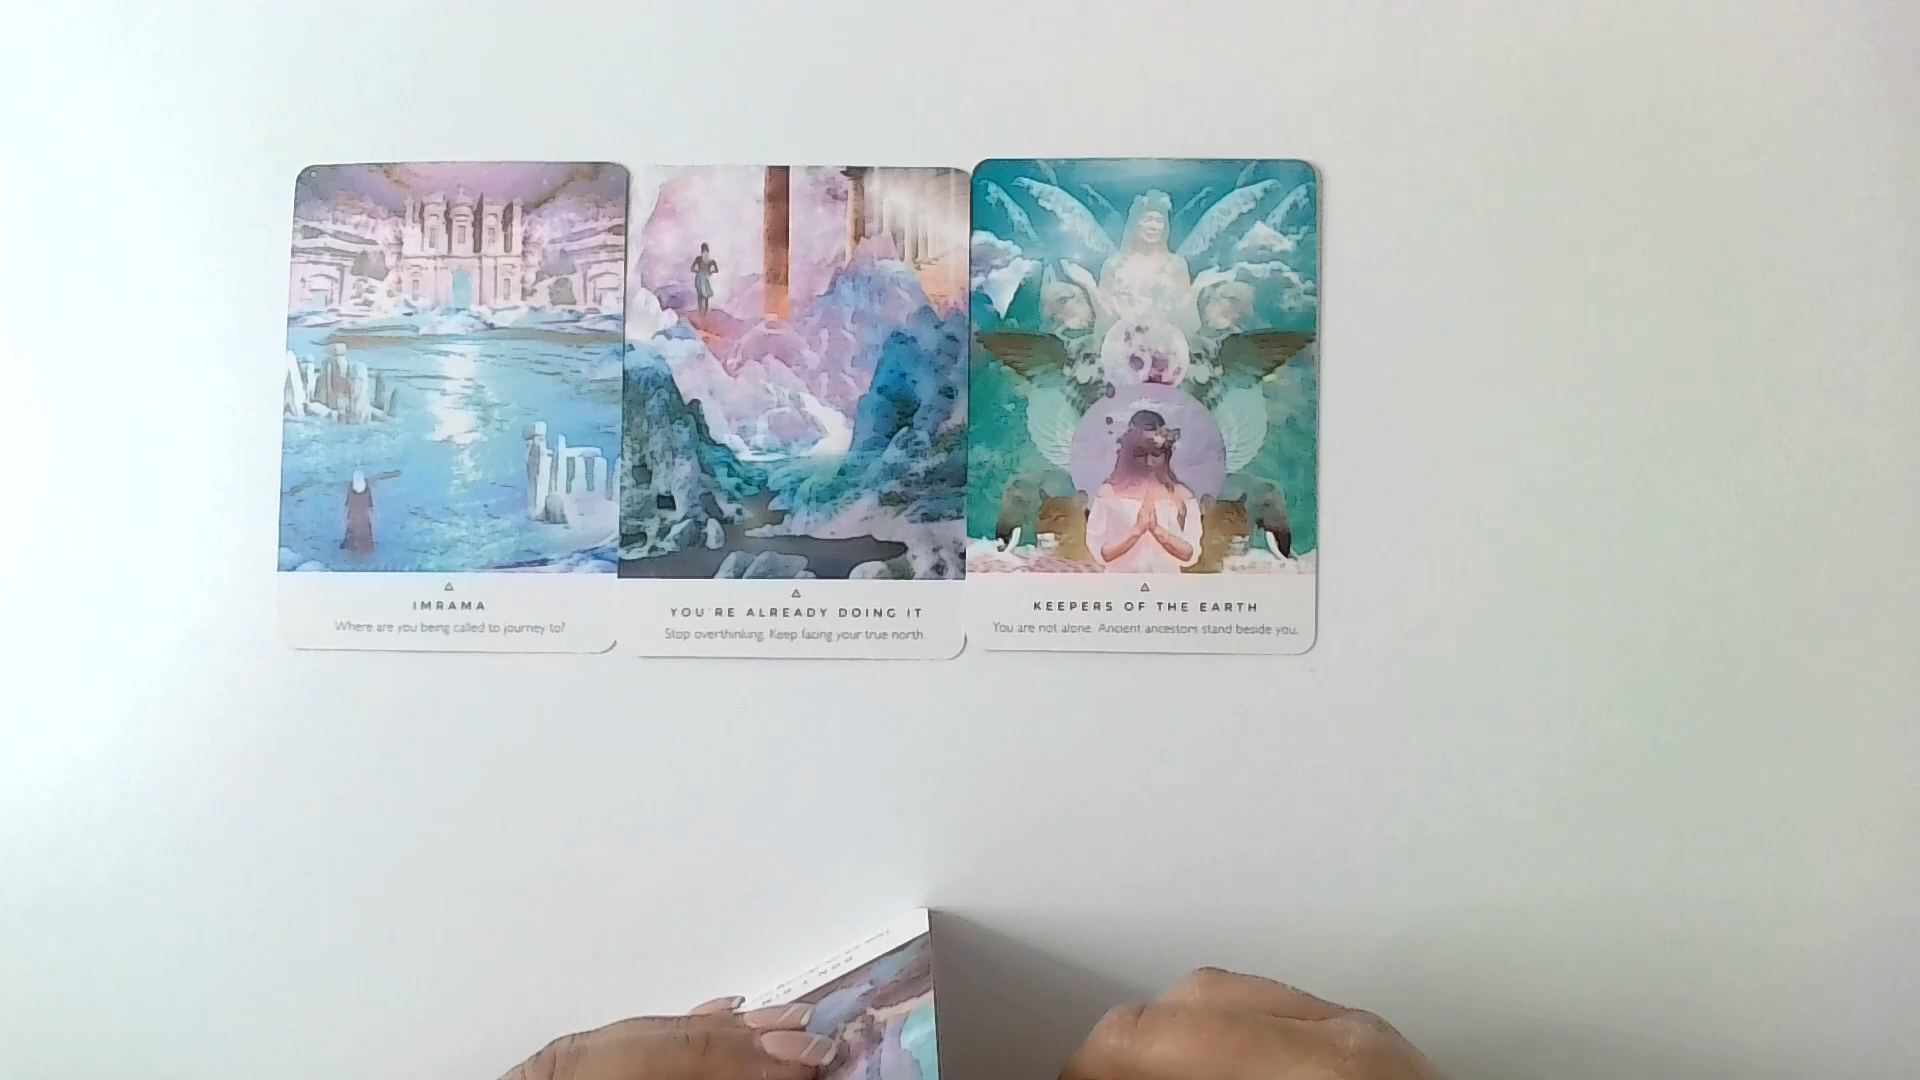 IMRAMA
Where are you being called to journey to?
YOU'RE ALREADY DOING IT
Stop overthinking. Keep facing your true north.
KEEPERS OF THE EARTH
You are not alone. Ancient ancestors stand beside you.